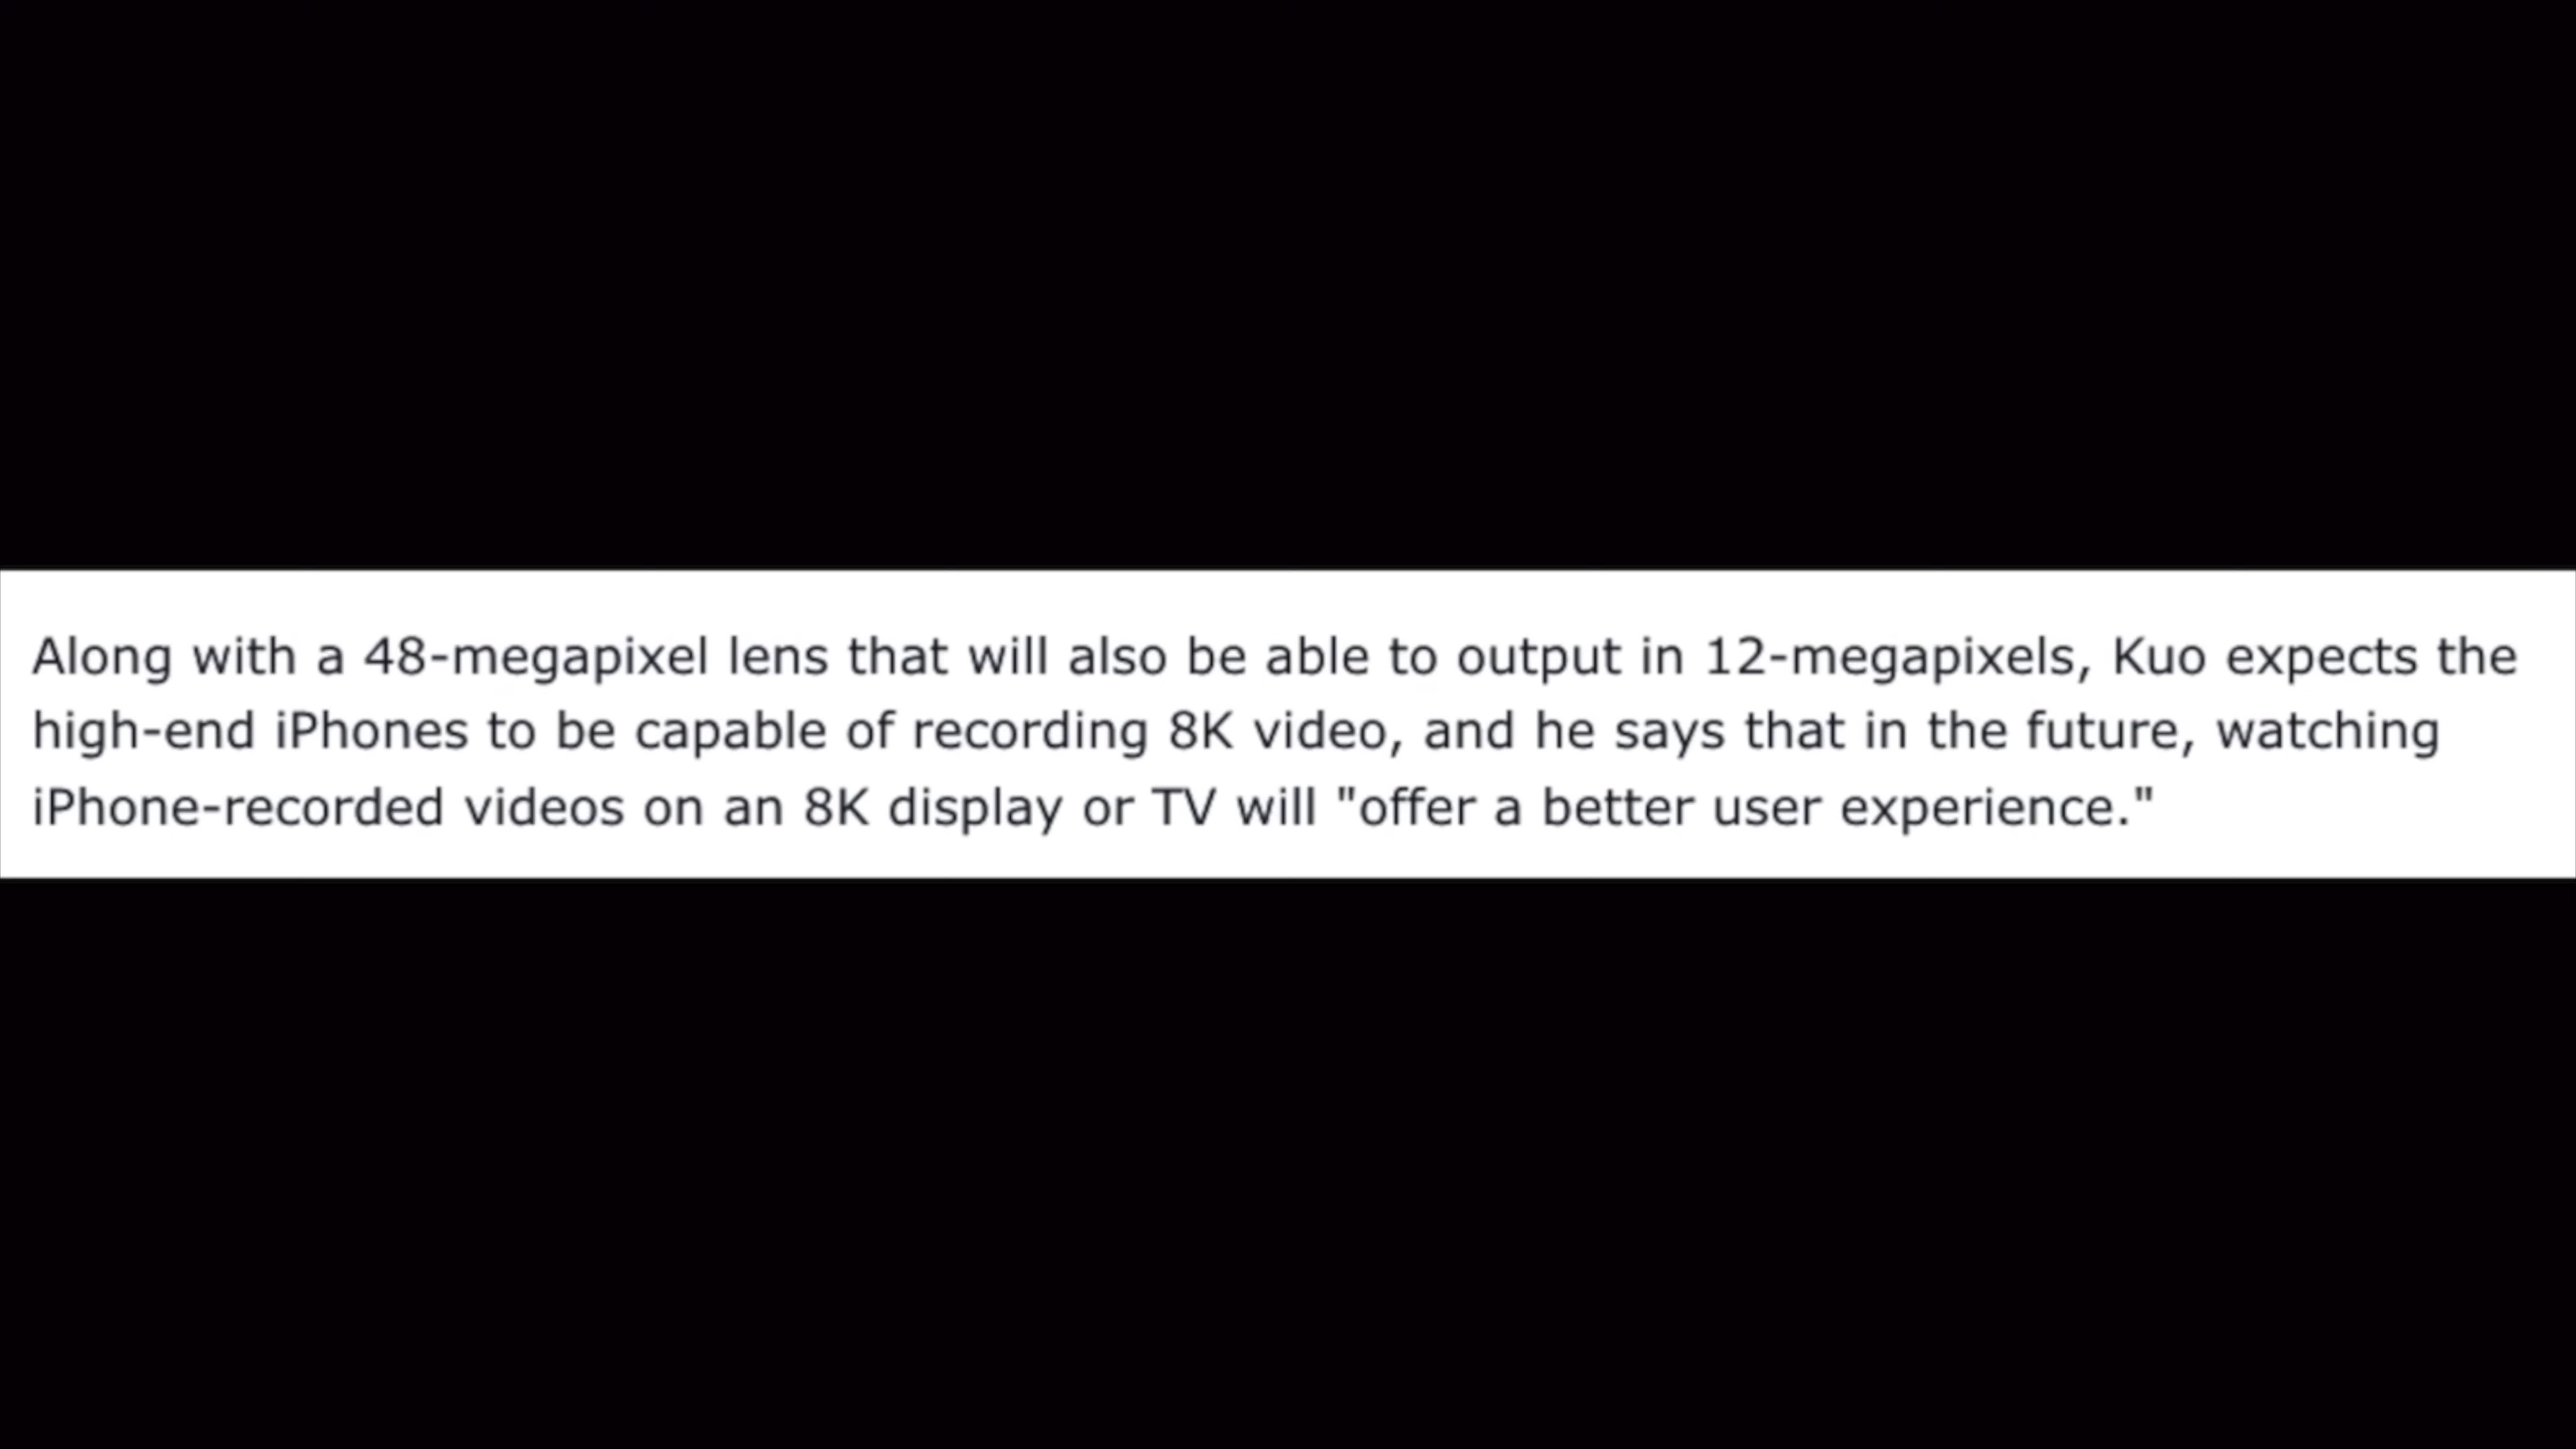 Along with a 48-megapixel lens that will also be able to output in 12-megapixels, Kuo expects the
high-end iPhones to be capable of recording 8K video, and he says that in the future, watching
iPhone-recorded videos on an 8K display or TV will "offer a better user experience."